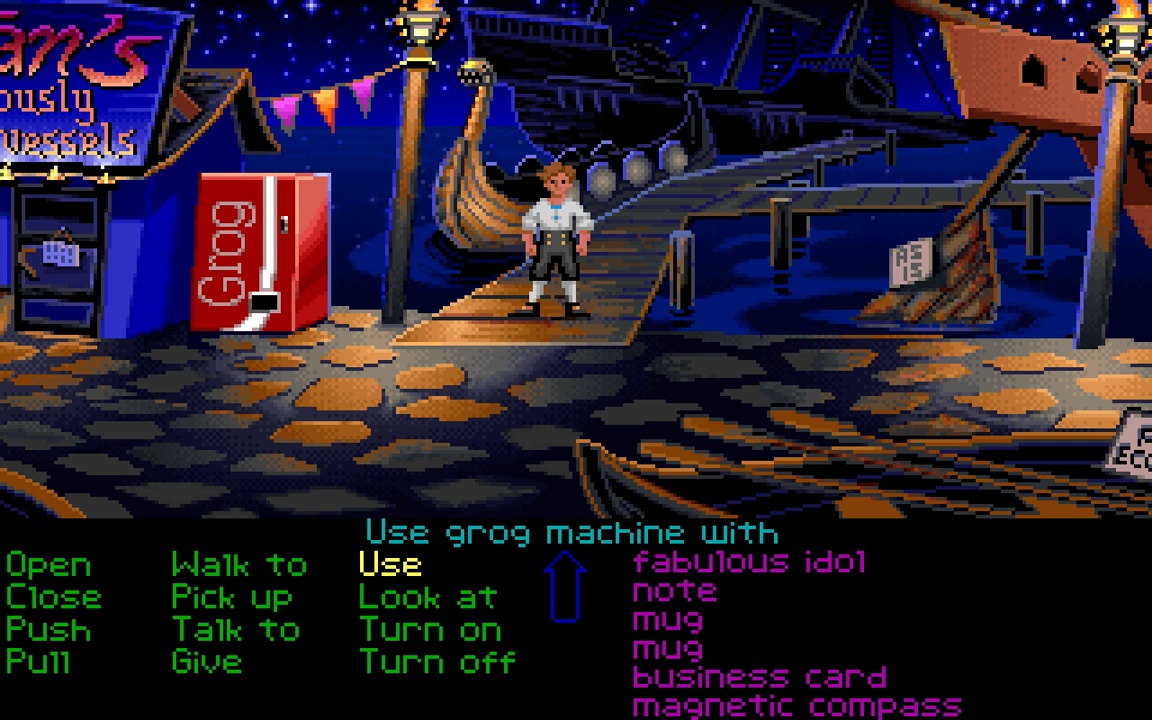 an's
ously
vessels
Grog
AS
IS
Use grog machine with
Open
Close
Push
Pull
Walk to
Pick up
Talk to
Give
Use
Look at
Turn on
Turn off
fabulous idol
note
mug
mug
business card
magnetic compass